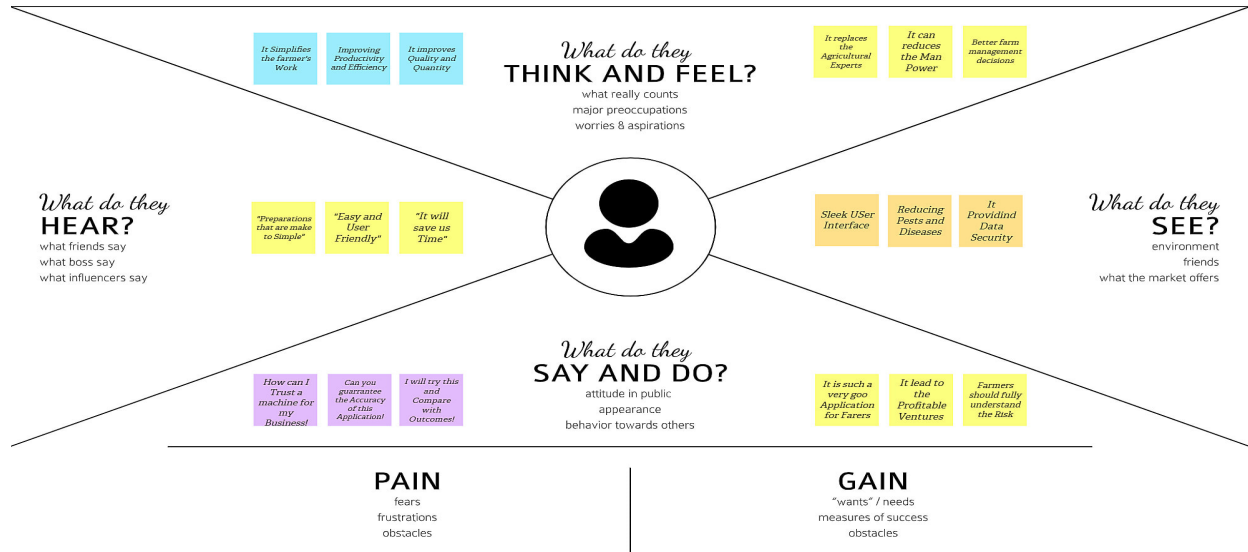 It Simplifies
the farmer's
Work
Improving
Productivity
and Efficiency
It improves
Quality and
Quantity
What do they
THINK AND FEEL?
what really counts
major preoccupations
worries & aspirations
It replaces
the
Agricultural
Experts
It can
reduces
the Man
Power
Better farm
management
decisions
What do they
HEAR?
what friends say
what boss say
what influencers say
"Preparations
that are make
to Simple"
"Easy and
User
Friendly"
"It will
save us
Time"
Sleek USer
Interface
Reducing
Pests and
Diseases
It
Providind
Data
Security
What do they
SEE?
environment
friends
what the market offers
What do they
SAY AND DO?
attitude in public
appearance
behavior towards others
How can I
Trust a
machine for
my
Business!
Can you
guarrantee
the Accuracy
of this
Application!
I will try this
and
Compare
with
Outcomes!
It is such a
very goo
Application
for Farers
It lead to
the
Profitable
Ventures
Farmers
should fully
understand
the Risk
PAIN
fears
frustrations
obstacles
GAIN
"wants" / needs
measures of success
obstacles